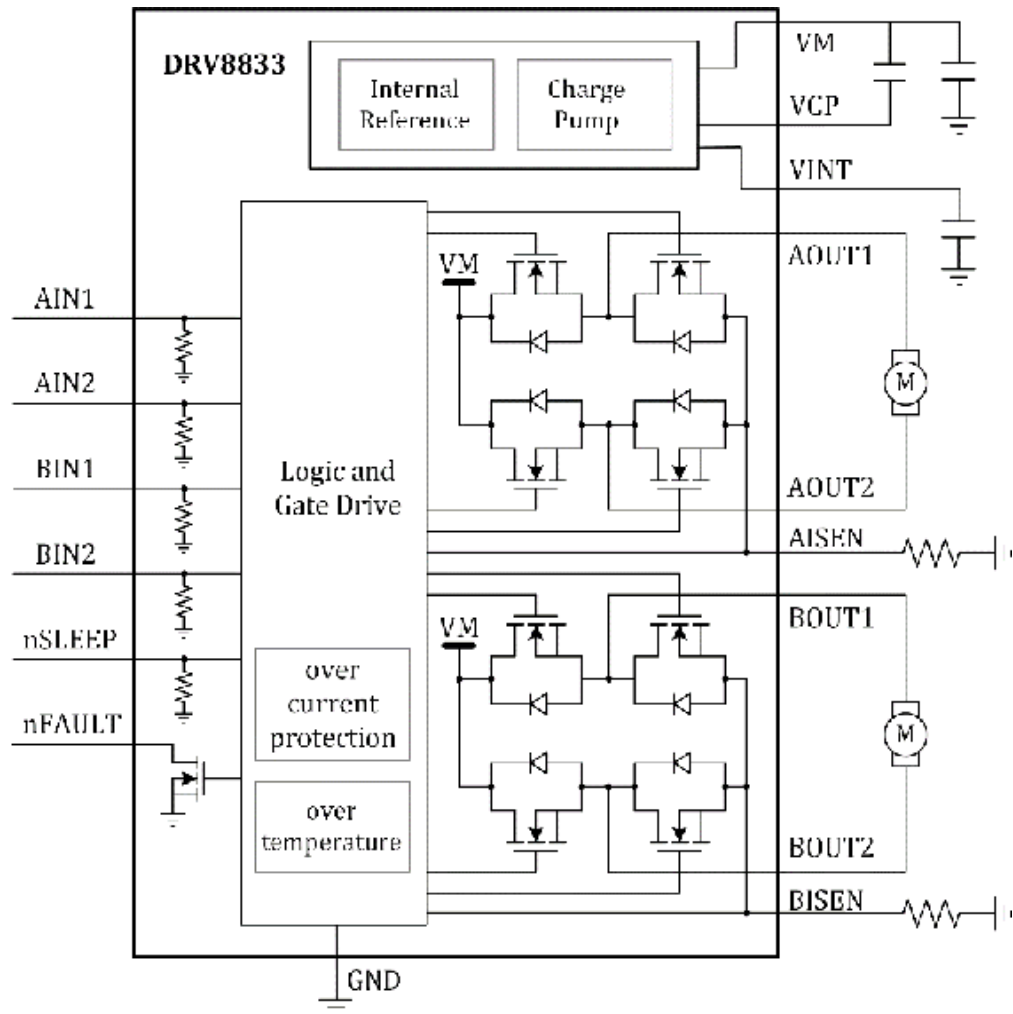 DRV8833
Internal
Reference
Charge
Pump
VM
VCP
VINT
AOUT1
VM
AIN1
AIN2
M
BIN1
Logic and
Gate Drive
AOUT2
BIN2
AISEN
BOUT1
nSLEEP
VM
over
current
protection
nFAULT
M
over
temperature
BOUT2
BISEN
GND